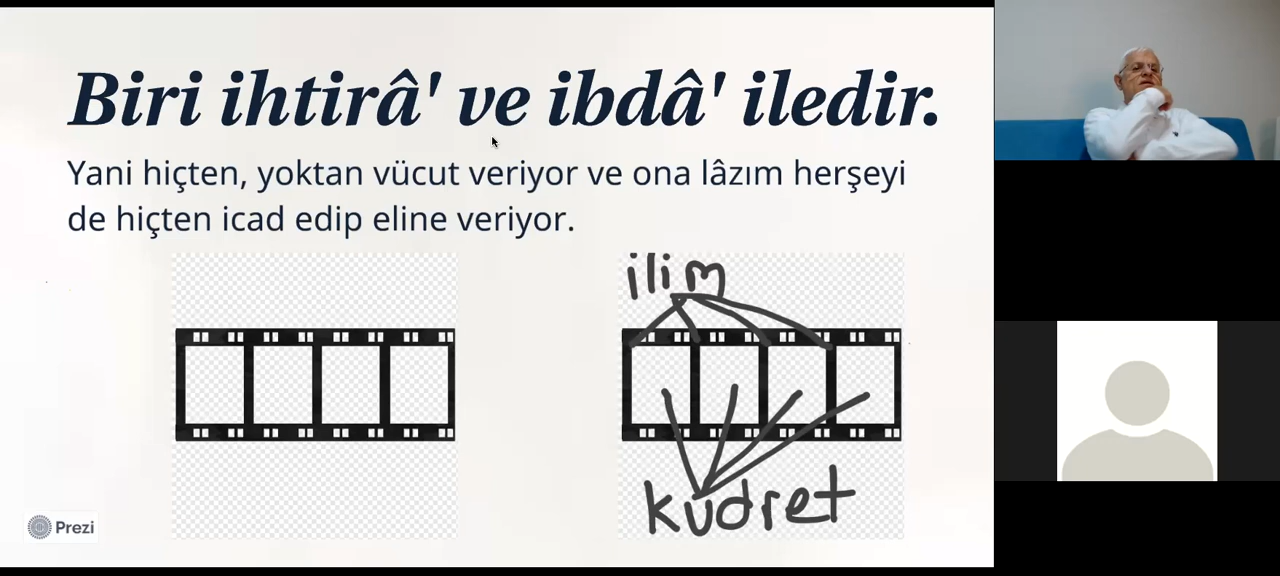 Biri ihtirâ' ve ibdâ' iledir.
Yani hiçten, yoktan vücut veriyor ve ona lâzım herşeyi
de hiçten icad edip eline veriyor.
ilim
kudret
Prezi